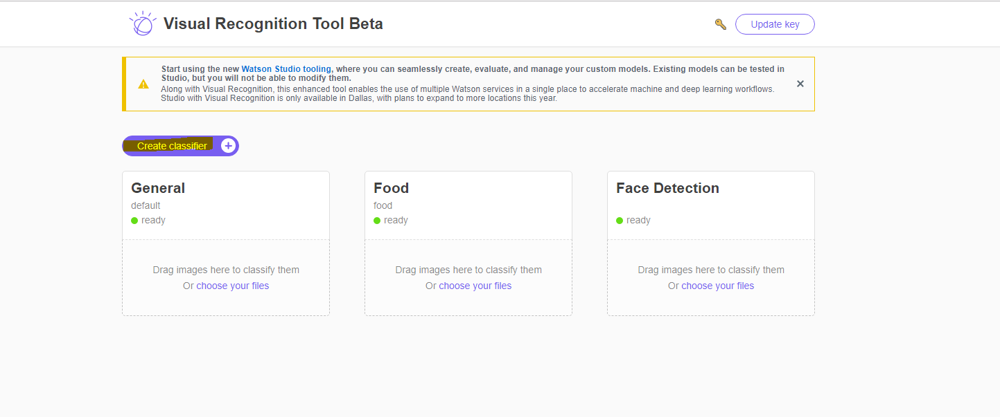 Visual Recognition Tool Beta
Update key
Start using the new Watson Studio tooling, where you can seamlessly create, evaluate, and manage your custom models. Existing models can be tested in
Studio, but you will not be able to modify them.
Along with Visual Recognition, this enhanced tool enables the use of multiple Watson services in a single place to accelerate machine and deep learning workflows.
Studio with Visual Recognition is only available in Dallas, with plans to expand to more locations this year.
Create classifier
General
default
ready
Drag images here to classify them
Or choose your files
Food
food
ready
Drag images here to classify them
Or choose your files
Face Detection
ready
Drag images here to classify them
Or choose your files